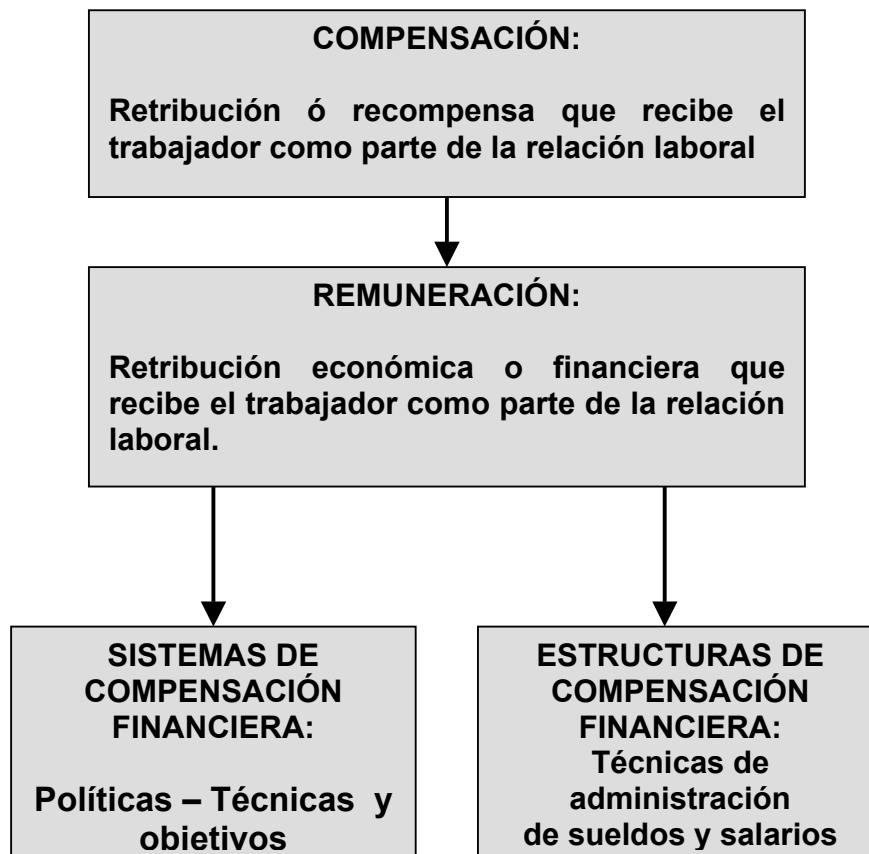 COMPENSACIÓN:
Retribución ó recompensa que recibe el
trabajador como parte de la relación laboral
REMUNERACIÓN:
Retribución económica o financiera que
recibe el trabajador como parte de la relación
laboral.
SISTEMAS DE
COMPENSACIÓN
FINANCIERA:
Políticas – Técnicas y
objetivos
ESTRUCTURAS DE
COMPENSACIÓN
FINANCIERA:
Técnicas de
administración
de sueldos y salarios